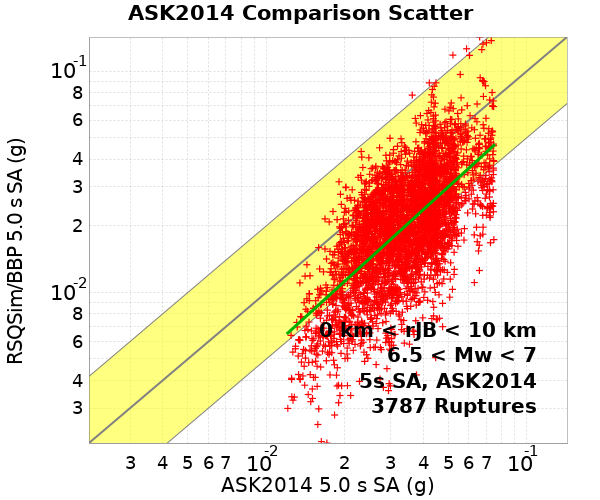 ASK2014 Comparison Scatter
RSQSim/BBP 5.0 s SA (g)
10-1
8
6
4
3
2
10-2
8
6
4
3
0 km < rJB < 10 km
6.5 < Mw < 7
5s SA, ASK2014
3787 Ruptures
3 4 5 6 7 10-2 2 3 4 5 6 7 10-1
ASK2014 5.0 s SA (g)